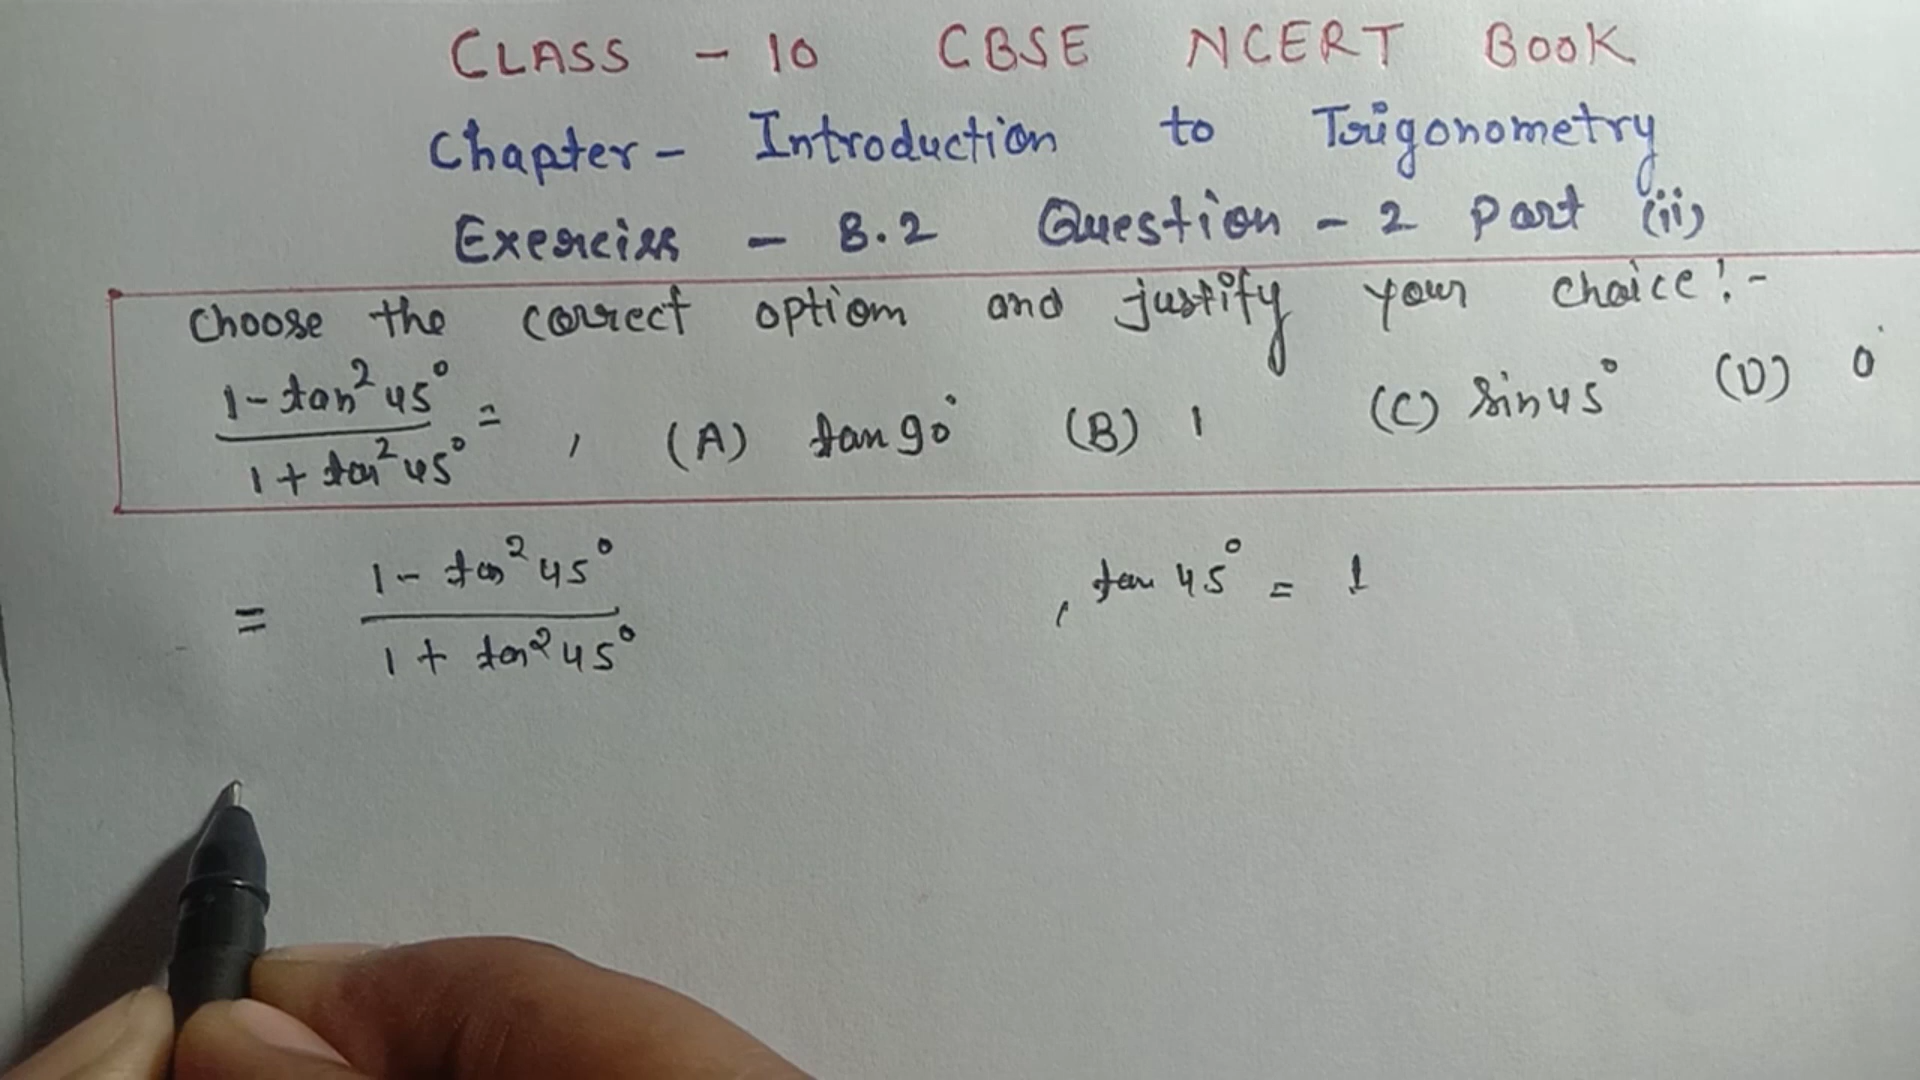 CLASS - 10 CBSE NCERT BOOK
Chapter - Introduction to Trigonometry
Exercise - 8.2 Question - 2 part (ii)
Choose the correct option and justify your choice :-
1 - tan² 45° / 1 + tan² 45° = , (A) tan 90° (B) 1 (C) sin 45° (D) 0
= 1 - tan² 45° / 1 + tan² 45° , tan 45° = 1